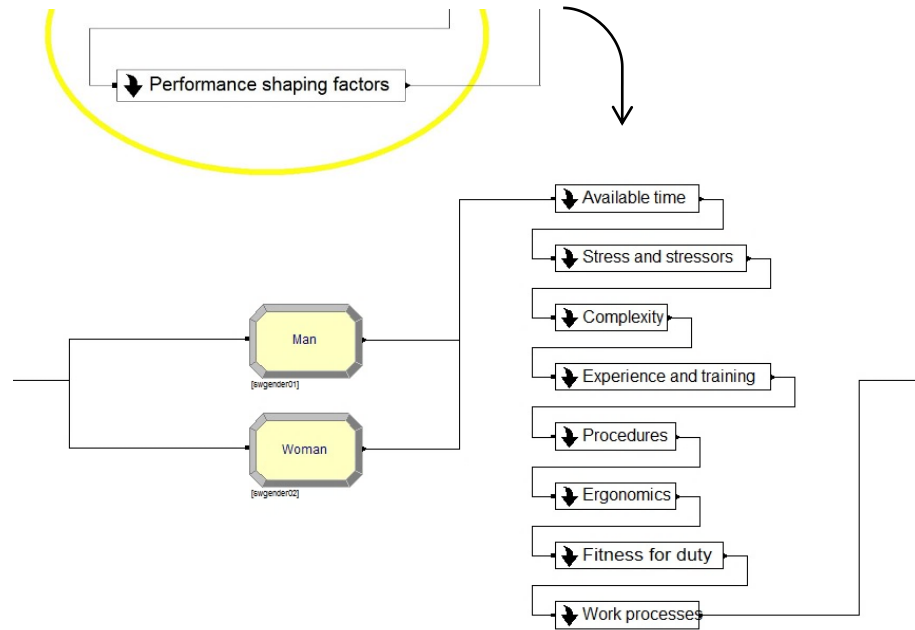 Performance shaping factors
Available time
Stress and stressors
Complexity
Man
[swgender01]
Experience and training
Procedures
Woman
[swgender02]
Ergonomics
Fitness for duty
Work processes